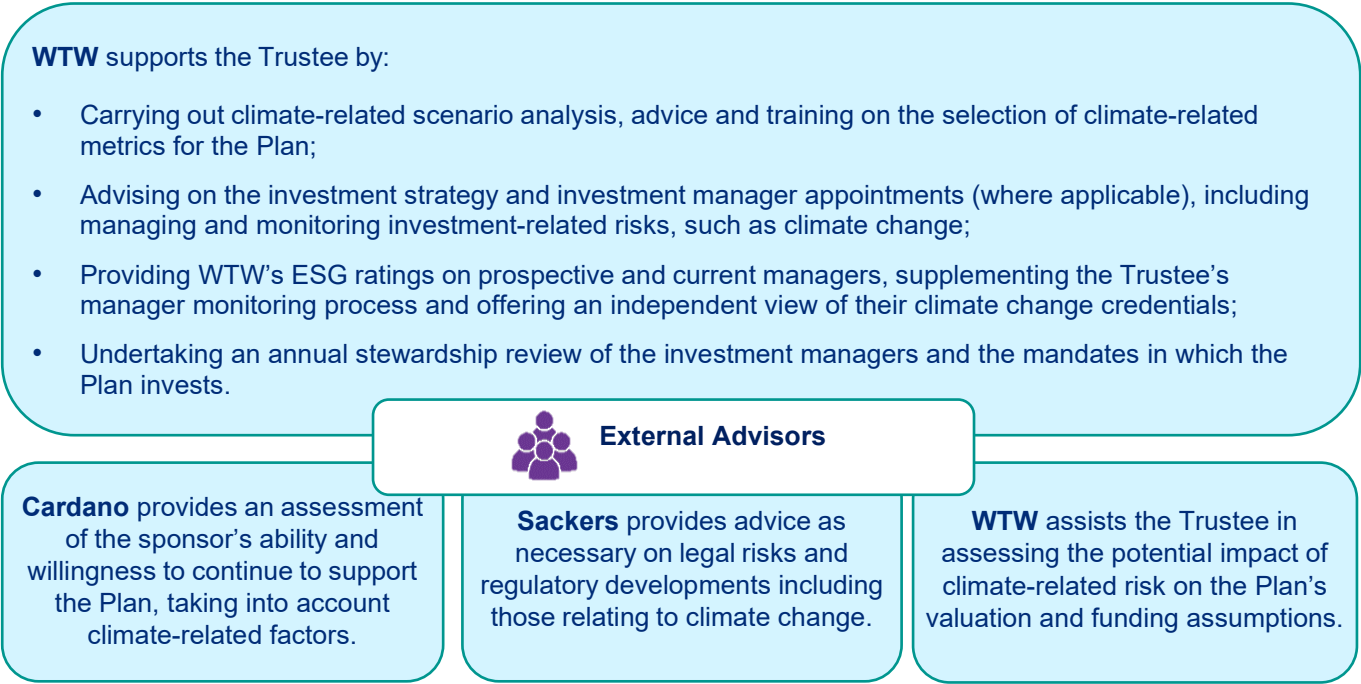 WTW supports the Trustee by:
• Carrying out climate-related scenario analysis, advice and training on the selection of climate-related
metrics for the Plan;
• Advising on the investment strategy and investment manager appointments (where applicable), including
managing and monitoring investment-related risks, such as climate change;
• Providing WTW’s ESG ratings on prospective and current managers, supplementing the Trustee’s
manager monitoring process and offering an independent view of their climate change credentials;
• Undertaking an annual stewardship review of the investment managers and the mandates in which the
Plan invests.
External Advisors
Cardano provides an assessment
of the sponsor’s ability and
willingness to continue to support
the Plan, taking into account
climate-related factors.
Sackers provides advice as
necessary on legal risks and
regulatory developments including
those relating to climate change.
WTW assists the Trustee in
assessing the potential impact of
climate-related risk on the Plan’s
valuation and funding assumptions.